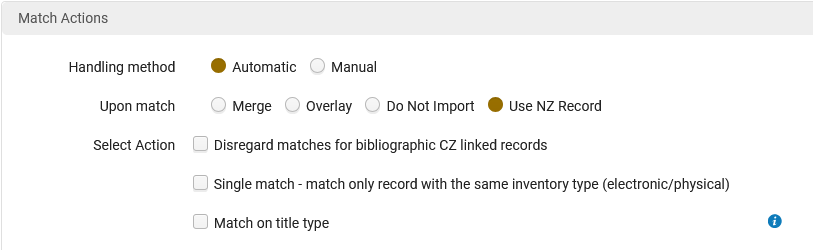 Match Actions
Handling method Automatic Manual
Upon match Merge Overlay Do Not Import Use NZ Record
Select Action Disregard matches for bibliographic CZ linked records
Single match - match only record with the same inventory type (electronic/physical)
Match on title type